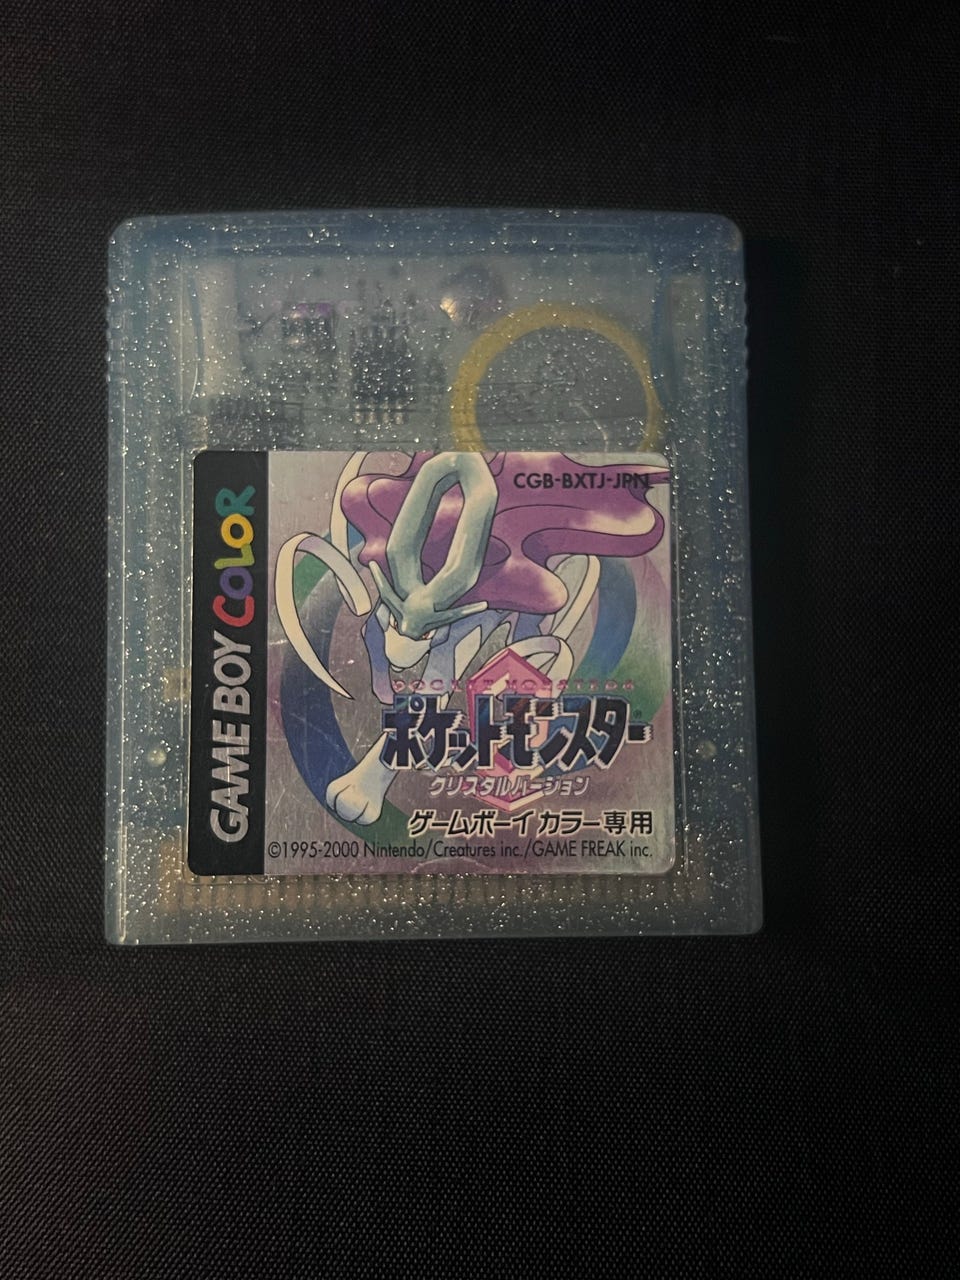 CGB-BXTJ-JPN
GAME BOY COLOR
POCKET MONSTERS
ポケットモンスター®
クリスタルバージョン
ゲームボーイカラー専用
©1995-2000 Nintendo/Creatures inc./GAME FREAK inc.